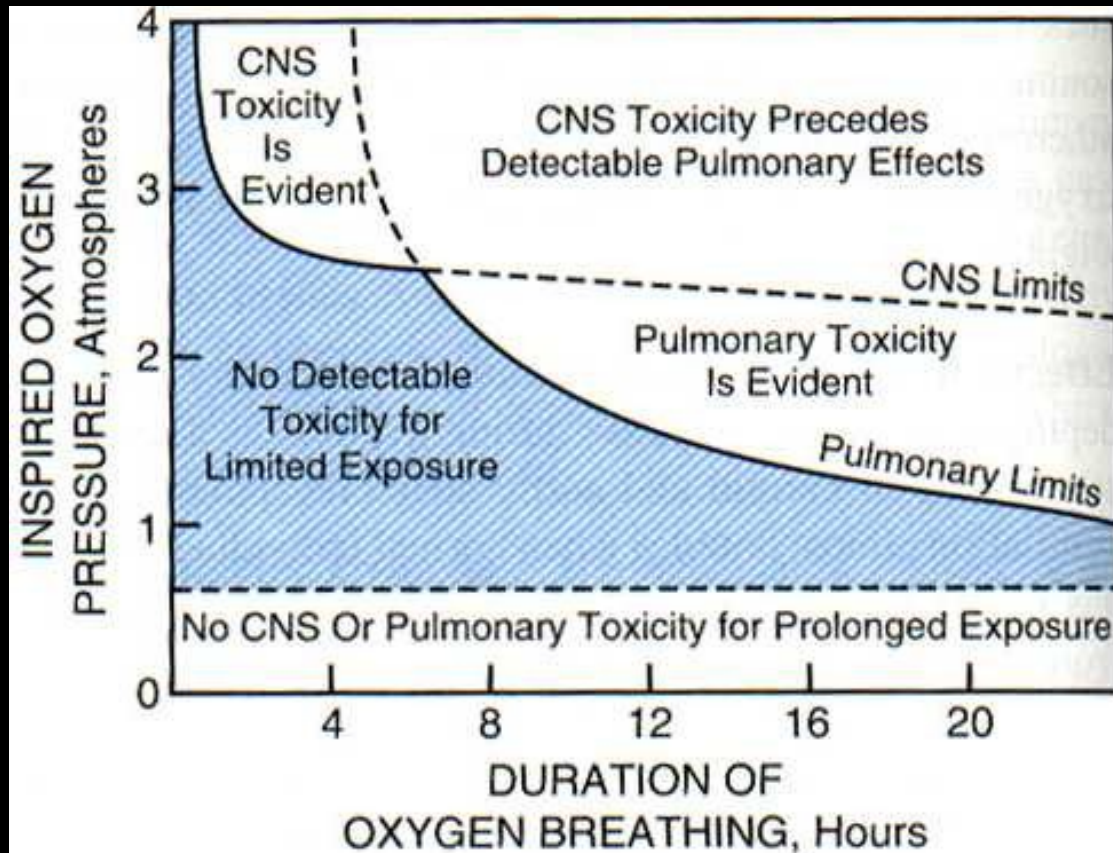 4
CNS
Toxicity
Is
Evident
CNS Toxicity Precedes
Detectable Pulmonary Effects
3
CNS Limits
2
No Detectable
Toxicity for
Limited Exposure
Pulmonary Toxicity
Is Evident
Pulmonary Limits
1
No CNS Or Pulmonary Toxicity for Prolonged Exposure
0
4 8 12 16 20
INSPIRED OXYGEN
PRESSURE, Atmospheres
DURATION OF
OXYGEN BREATHING, Hours